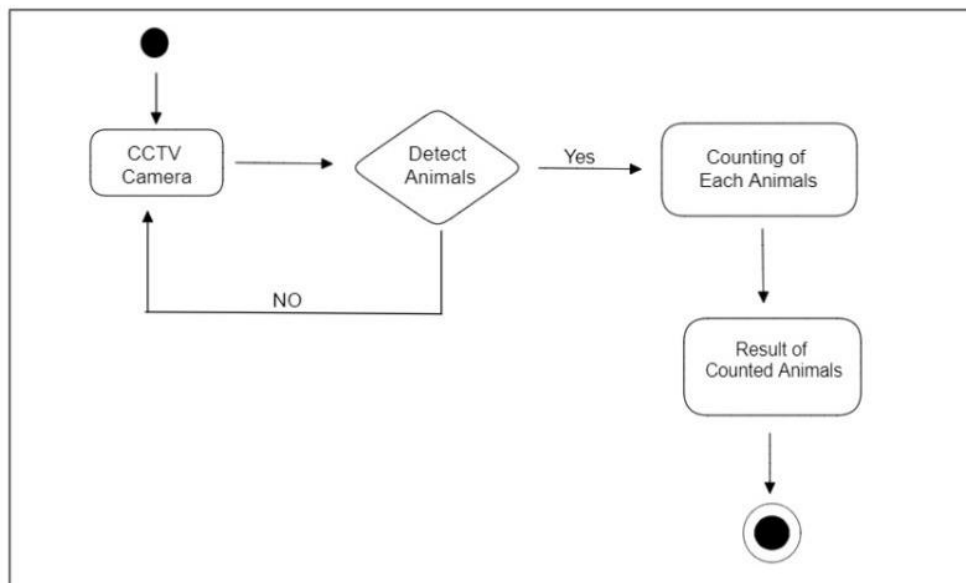 CCTV
Camera
Detect
Animals
Yes
Counting of
Each Animals
NO
Result of
Counted Animals